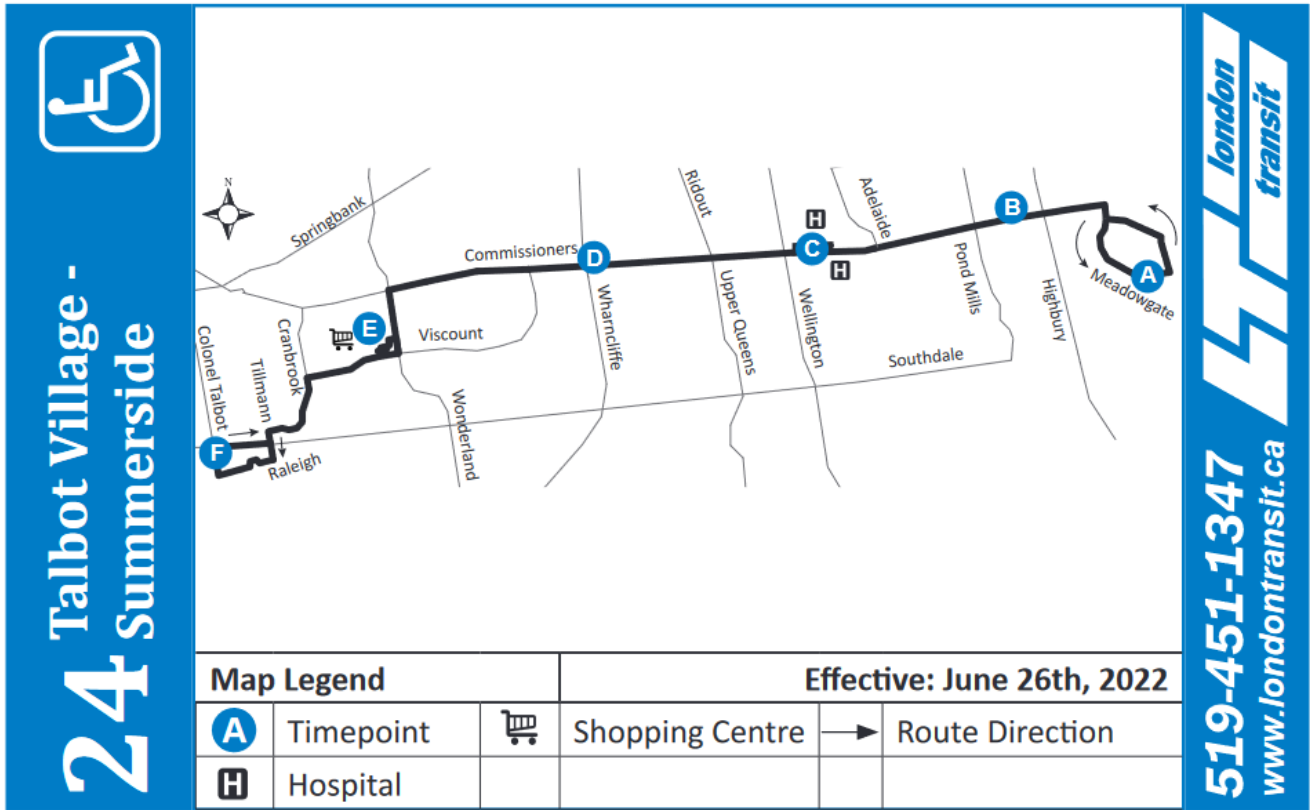 24 Talbot Village -
Summerside
N
Springbank
Ridout
Adelaide
Commissioners
A
B
C
D
E
F
H
H
Pond Mills
Highbury
Meadowgate
Colonel Talbot
Tillmann
Cranbrook
Viscount
Wharncliffe
Upper Queens
Wellington
Southdale
Wonderland
Raleigh
london
transit
519-451-1347
www.londontransit.ca
Map Legend
Effective: June 26th, 2022
A Timepoint
Shopping Centre
Route Direction
H Hospital